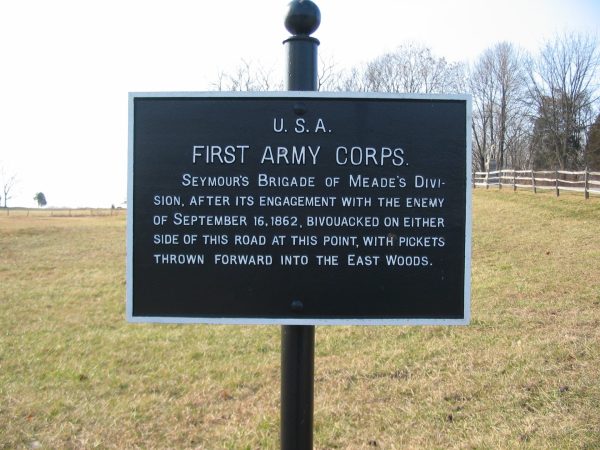 U. S. A.
FIRST ARMY CORPS.
SEYMOUR'S BRIGADE OF MEADE'S DIVI-
SION, AFTER ITS ENGAGEMENT WITH THE ENEMY
OF SEPTEMBER 16, 1862, BIVOUACKED ON EITHER
SIDE OF THIS ROAD AT THIS POINT, WITH PICKETS
THROWN FORWARD INTO THE EAST WOODS.